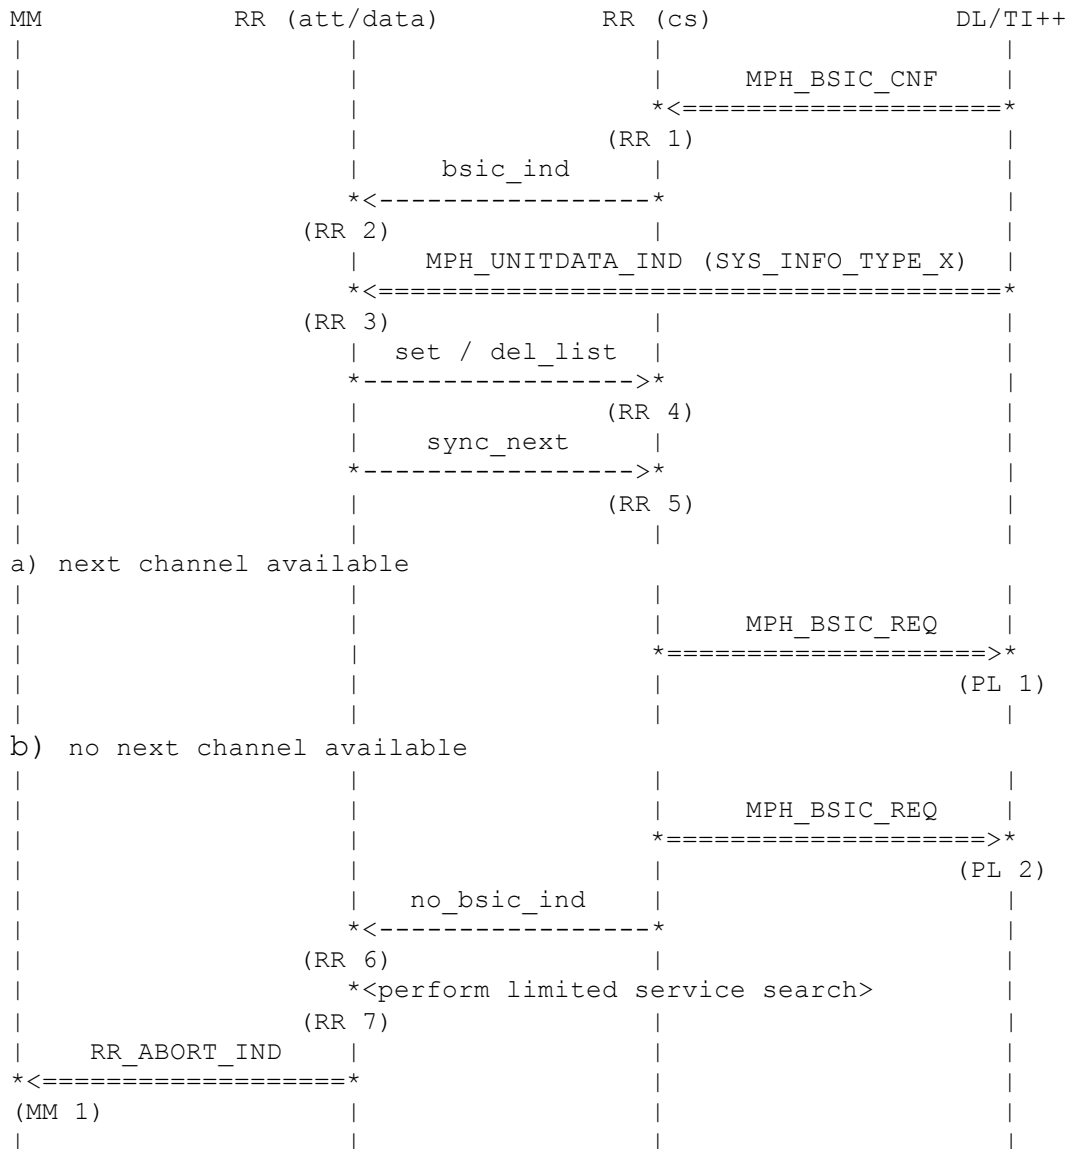 MM RR (att/data) RR (cs) DL/TI++
MPH_BSIC_CNF
*<====================*
(RR 1)
bsic_ind
*<-----------------*
(RR 2)
MPH_UNITDATA_IND (SYS_INFO_TYPE_X)
*<=======================================*
(RR 3)
set / del_list
*----------------->*
(RR 4)
sync_next
*----------------->*
(RR 5)
a) next channel available
MPH_BSIC_REQ
*====================>*
(PL 1)
b) no next channel available
MPH_BSIC_REQ
*====================>*
(PL 2)
no_bsic_ind
*<-----------------*
(RR 6)
*<perform limited service search>
(RR 7)
RR_ABORT_IND
*<===================*
(MM 1)